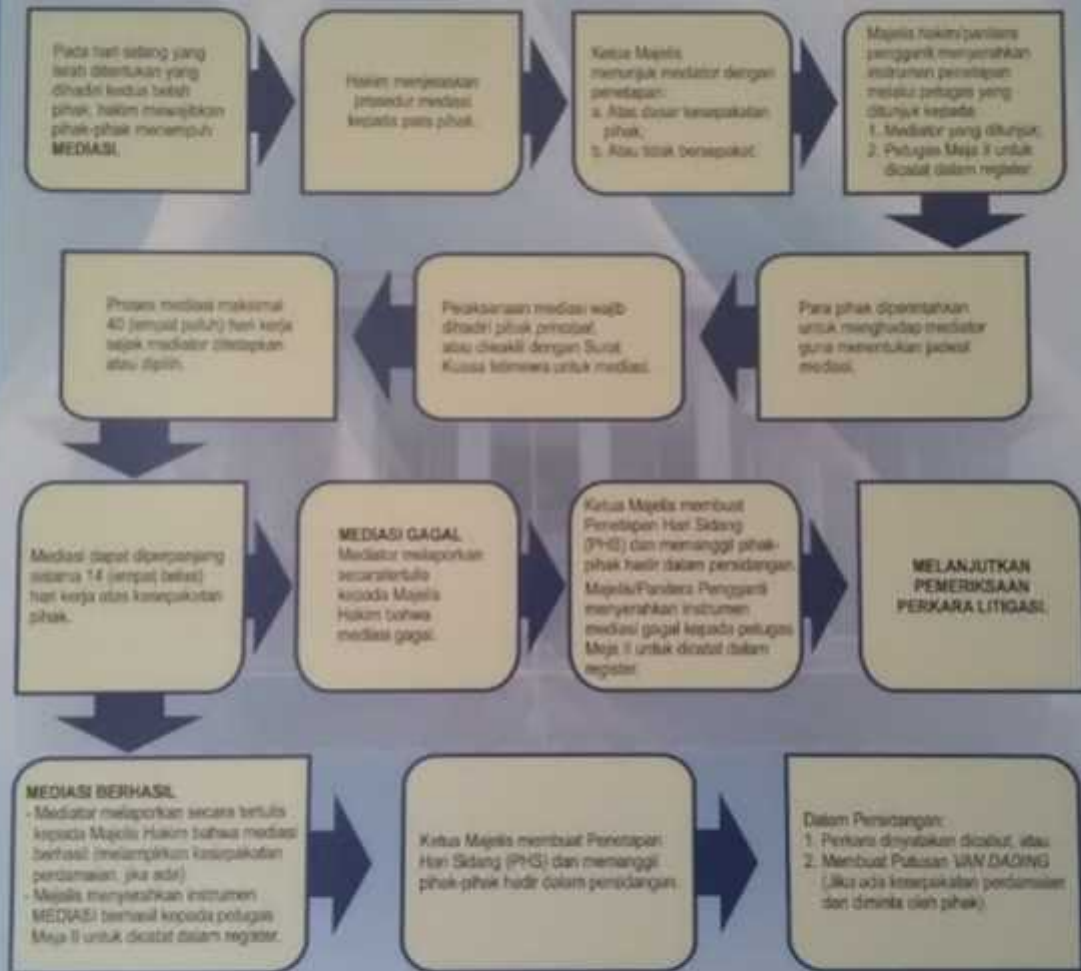 Pada hari sidang yang
telah ditentukan yang
dihadiri kedua belah
pihak, hakim mewajibkan
pihak-pihak menempuh
MEDIASI.
Hakim menjelaskan
prosedur mediasi
kepada para pihak.
Ketua Majelis
menunjuk mediator dengan
penetapan:
a. Atas dasar kesepakatan
pihak;
b. Atau tidak bersepakat.
Majelis hakim/panitera
pengganti menyerahkan
instrumen penetapan
melalui petugas yang
ditunjuk kepada:
1. Mediator yang ditunjuk;
2. Petugas Meja II untuk
dicatat dalam register.
Para pihak diperintahkan
untuk menghadap mediator
guna menentukan jadwal
mediasi.
Pelaksanaan mediasi wajib
dihadiri pihak principal,
atau diwakili dengan Surat
Kuasa Istimewa untuk mediasi.
Proses mediasi maksimal
40 (empat puluh) hari kerja
sejak mediator ditetapkan
atau dipilih.
Mediasi dapat diperpanjang
selama 14 (empat belas)
hari kerja atas kesepakatan
pihak.
MEDIASI GAGAL
Mediator melaporkan
secaratertulis
kepada Majelis
Hakim bahwa
mediasi gagal.
Ketua Majelis membuat
Penetapan Hari Sidang
(PHS) dan memanggil pihak-
pihak hadir dalam persidangan.
Majelis/Pandera Pengganti
menyerahkan instrumen
mediasi gagal kepada petugas
Meja II untuk dicatat dalam
register.
MELANJUTKAN
PEMERIKSAAN
PERKARA LITIGASI.
MEDIASI BERHASIL
- Mediator melaporkan secara tertulis
kepada Majelis Hakim bahwa mediasi
berhasil (melampirkan kesepakatan
perdamaian, jika ada)
- Mejalis menyerahkan instrumen
MEDIASI berhasil kepada petugas
Meja II untuk dicatat dalam register.
Ketua Majelis membuat Penetapan
Hari Sidang (PHS) dan memanggil
pihak-pihak hadir dalam persidangan.
Dalam Persidangan:
1. Perkara dinyatakan dicabut, atau
2. Membuat Putusan VAN DADING
(Jika ada kesepakatan perdamaian
dan diminta oleh pihak).